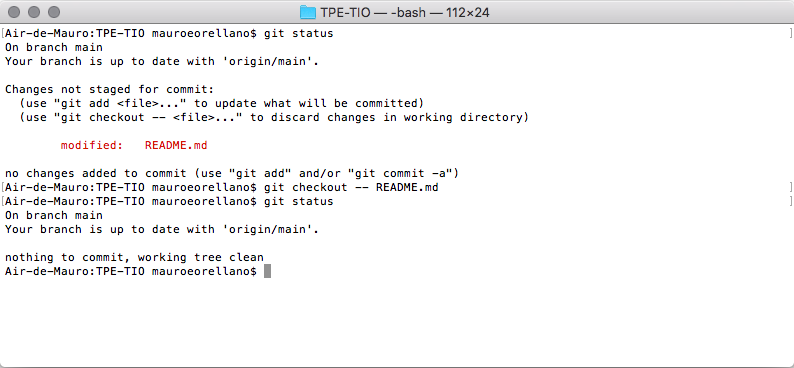 TPE-TIO — -bash — 112×24
[Air-de-Mauro:TPE-TIO mauroeorellano$ git status ]
On branch main
Your branch is up to date with 'origin/main'.
Changes not staged for commit:
(use "git add <file>..." to update what will be committed)
(use "git checkout -- <file>..." to discard changes in working directory)
modified: README.md
no changes added to commit (use "git add" and/or "git commit -a")
[Air-de-Mauro:TPE-TIO mauroeorellano$ git checkout -- README.md ]
[Air-de-Mauro:TPE-TIO mauroeorellano$ git status ]
On branch main
Your branch is up to date with 'origin/main'.
nothing to commit, working tree clean
Air-de-Mauro:TPE-TIO mauroeorellano$